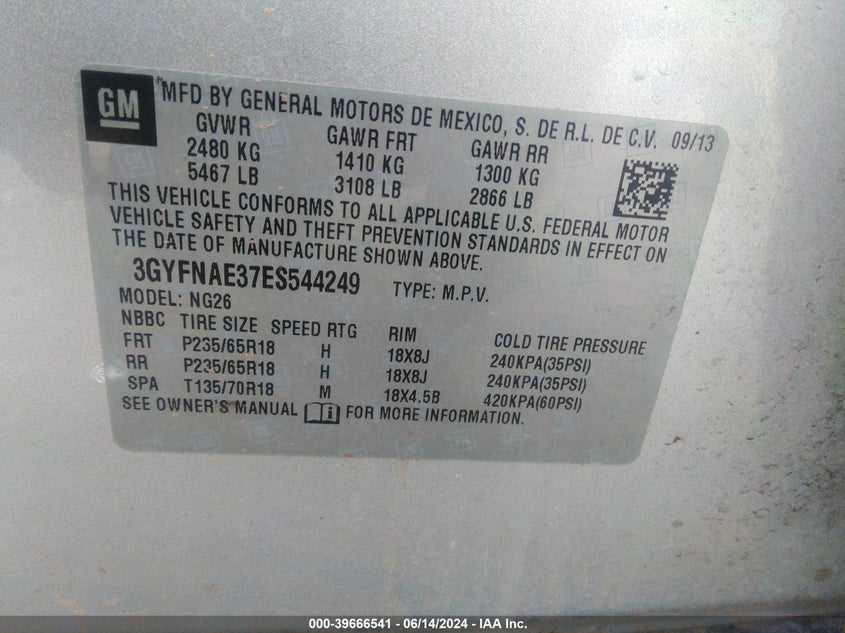 GM
MFD BY GENERAL MOTORS DE MEXICO, S. DE R.L. DE C.V. 09/13
GVWR GAWR FRT GAWR RR
2480 KG 1410 KG 1300 KG
5467 LB 3108 LB 2866 LB
THIS VEHICLE CONFORMS TO ALL APPLICABLE U.S. FEDERAL MOTOR
VEHICLE SAFETY AND THEFT PREVENTION STANDARDS IN EFFECT ON
THE DATE OF MANUFACTURE SHOWN ABOVE.
3GYFNAE37ES544249 TYPE: M.P.V.
MODEL: NG26
NBBC TIRE SIZE SPEED RTG RIM COLD TIRE PRESSURE
FRT P235/65R18 H 18X8J 240KPA(35PSI)
RR P235/65R18 H 18X8J 240KPA(35PSI)
SPA T135/70R18 M 18X4.5B 420KPA(60PSI)
SEE OWNER'S MANUAL i FOR MORE INFORMATION.
000-39666541 - 06/14/2024 - IAA Inc.